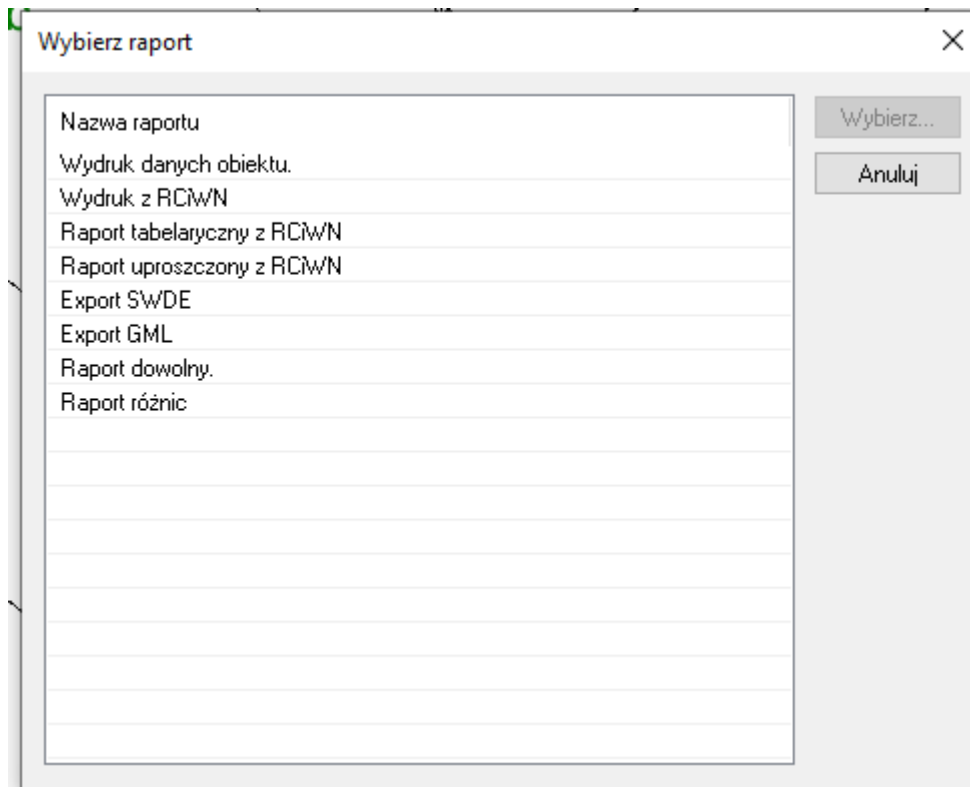 Wybierz raport
Nazwa raportu
Wybierz...
Wydruk danych obiektu.
Anuluj
Wydruk z RCiWN
Raport tabelaryczny z RCiWN
Raport uproszczony z RCiWN
Export SWDE
Export GML
Raport dowolny.
Raport różnic